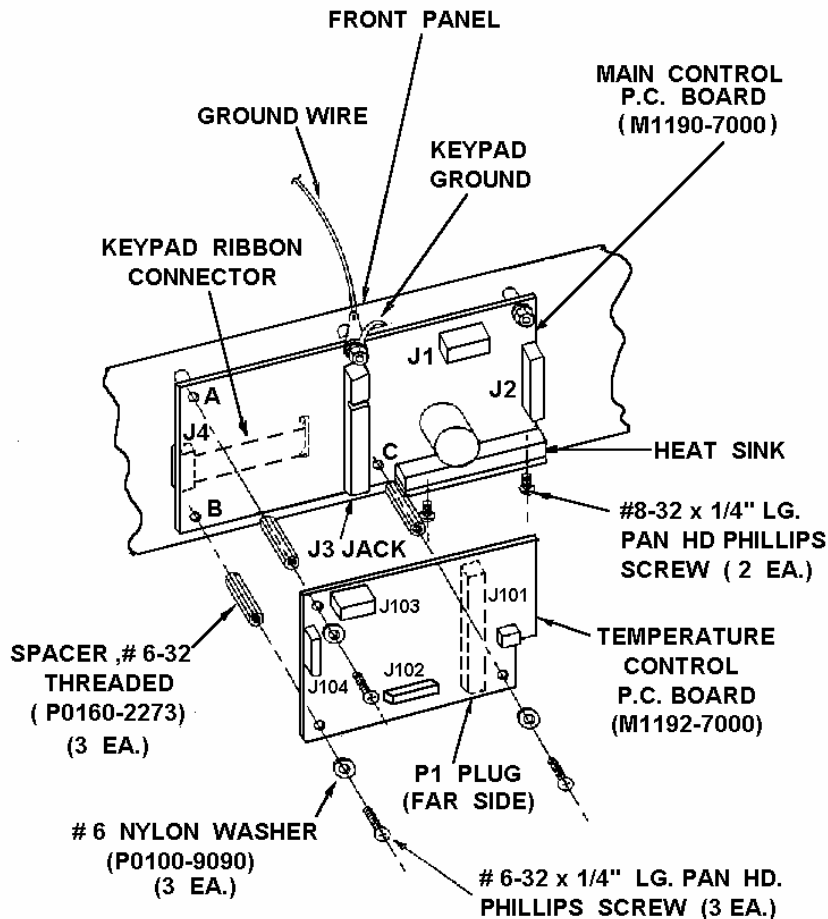 FRONT PANEL
MAIN CONTROL
P.C. BOARD
( M1190-7000 )
GROUND WIRE
KEYPAD
GROUND
KEYPAD RIBBON
CONNECTOR
J1
J2
A
J4
C
HEAT SINK
B
J3 JACK
#8-32 x 1/4" LG.
PAN HD PHILLIPS
SCREW ( 2 EA.)
J101
J103
SPACER ,# 6-32
THREADED
( P0160-2273)
(3 EA.)
J104
J102
TEMPERATURE
CONTROL
P.C. BOARD
(M1192-7000)
P1 PLUG
(FAR SIDE)
# 6 NYLON WASHER
(P0100-9090)
(3 EA.)
# 6-32 x 1/4" LG. PAN HD.
PHILLIPS SCREW (3 EA.)